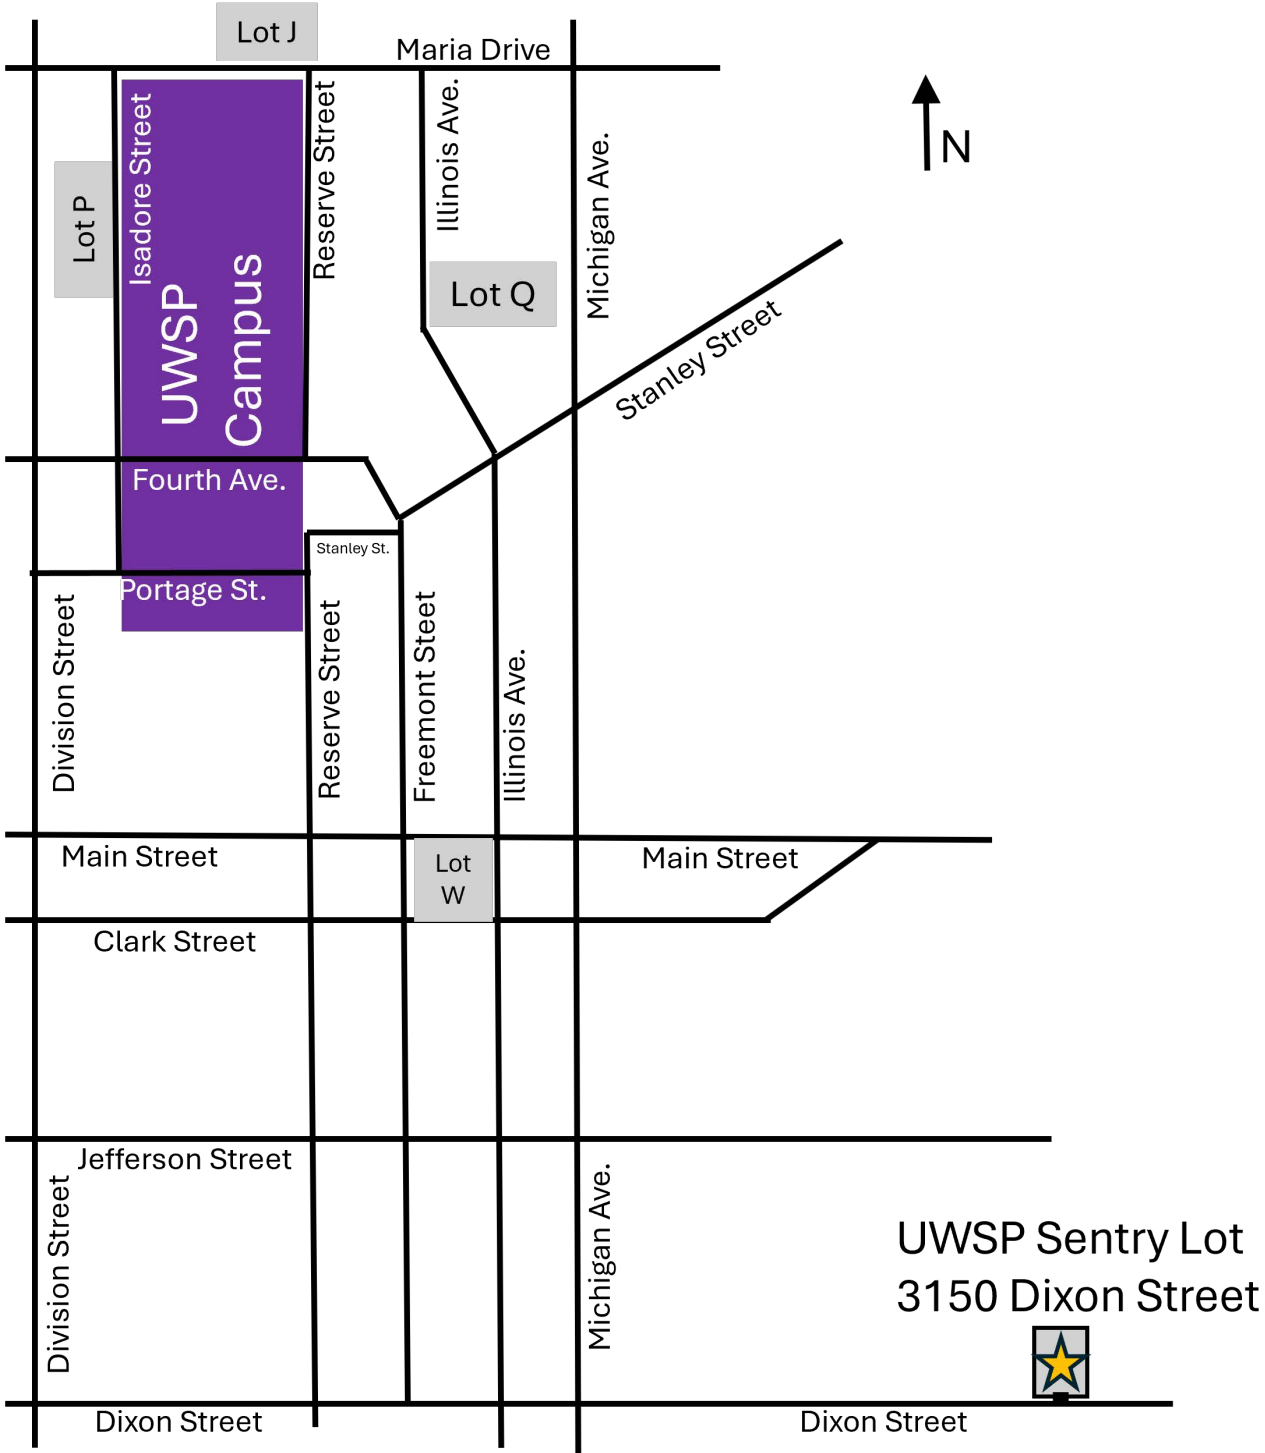 Lot J
Maria Drive
Isadore Street
Reserve Street
Illinois Ave.
Michigan Ave.
N
Lot P
UWSP
Campus
Lot Q
Stanley Street
Fourth Ave.
Stanley St.
Portage St.
Division Street
Reserve Street
Freemont Steet
Illinois Ave.
Main Street
Lot
W
Main Street
Clark Street
Jefferson Street
Division Street
Michigan Ave.
UWSP Sentry Lot
3150 Dixon Street
Dixon Street
Dixon Street